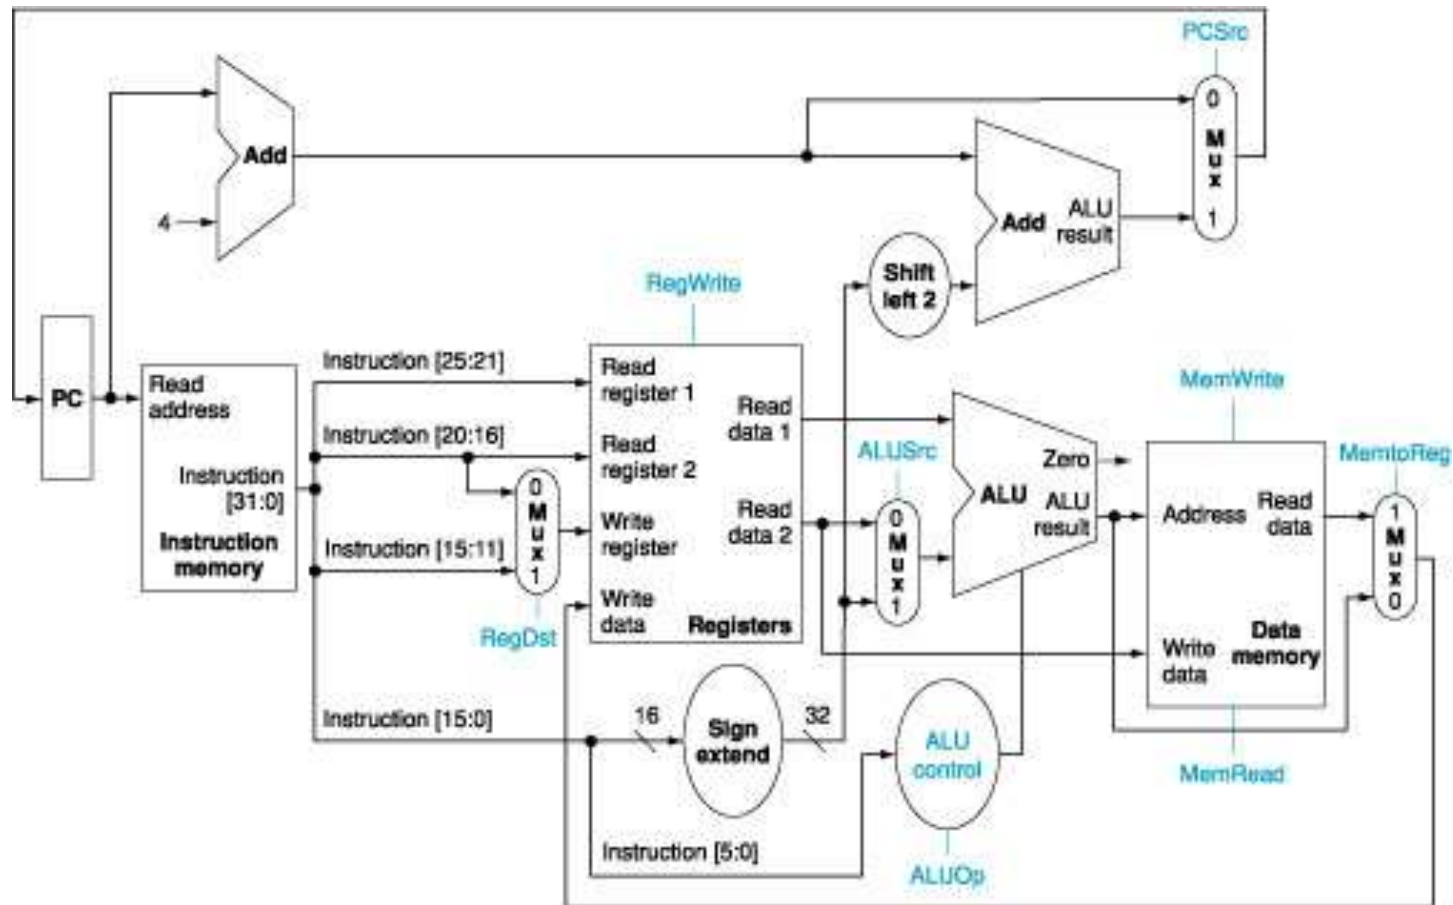 PCSrc
0
M
u
x
1
Add
4
Add
ALU
result
Shift
left 2
RegWrite
PC
Read
address
Instruction
[31:0]
Instruction
memory
Instruction [25:21]
Instruction [20:16]
Instruction [15:11]
Instruction [15:0]
0
M
u
x
1
RegDst
Read
register 1
Read
register 2
Write
register
Write
data
Read
data 1
Read
data 2
Registers
ALUSrc
0
M
u
x
1
ALU
Zero
ALU
result
MemWrite
Address
Read
data
Write
data
Data
memory
MemRead
MemtoReg
1
M
u
x
0
16
Sign
extend
32
ALU
control
Instruction [5:0]
ALUOp